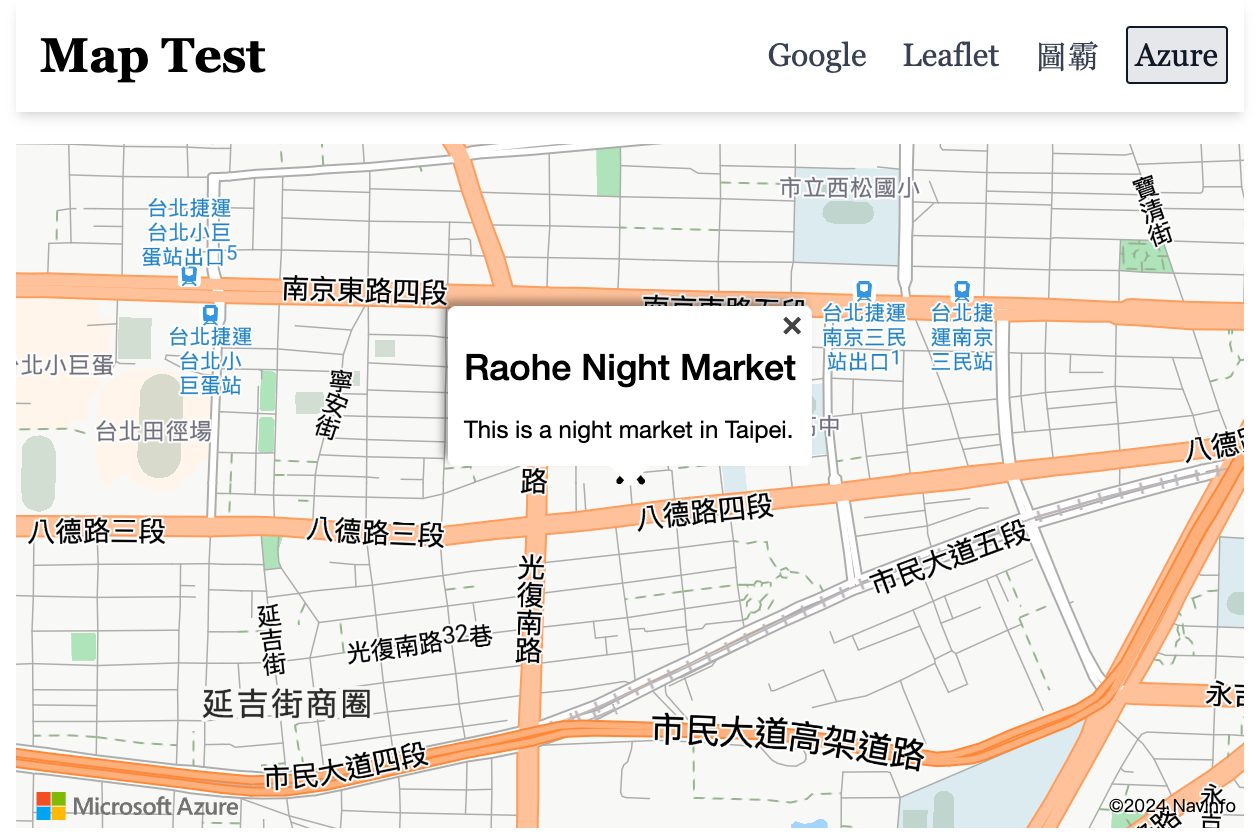 Map Test
Google
Leaflet
圖霸
Azure
市立西松國小
寶清街
台北捷運
台北小巨
蛋站出口5
南京東路四段
南京東路五段
台北捷運
台北小
巨蛋站
台北捷運
南京三民
站出口1
台北捷
運南京
三民站
北小巨蛋
寧安街
台北田徑場
Raohe Night Market
This is a night market in Taipei.
中
路
八德路三段
八德路三段
八德路四段
八德路
市民大道五段
光復南路
延吉街
光復南路32巷
延吉街商圈
永吉
市民大道高架道路
市民大道四段
永吉
路
Microsoft Azure
©2024 NavInfo